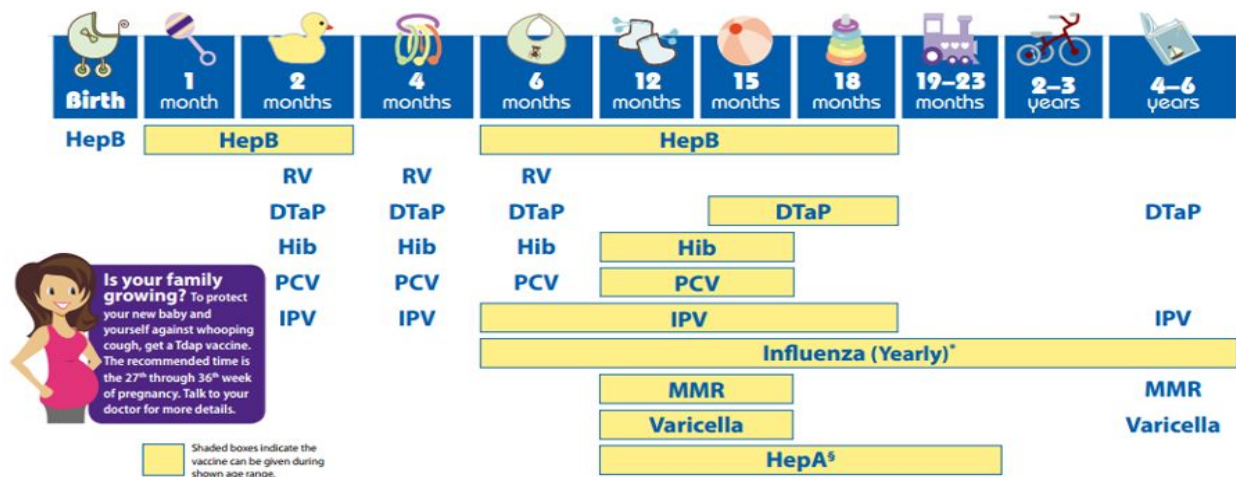 Birth
1 month
2 months
4 months
6 months
12 months
15 months
18 months
19–23 months
2–3 years
4–6 years
HepB HepB HepB
RV RV RV
DTaP DTaP DTaP DTaP DTaP
Hib Hib Hib Hib
PCV PCV PCV PCV
IPV IPV IPV IPV
Influenza (Yearly)*
MMR MMR
Varicella Varicella
HepA§
Is your family
growing? To protect
your new baby and
yourself against whooping
cough, get a Tdap vaccine.
The recommended time is
the 27th through 36th week
of pregnancy. Talk to your
doctor for more details.
Shaded boxes indicate the
vaccine can be given during
shown age range.